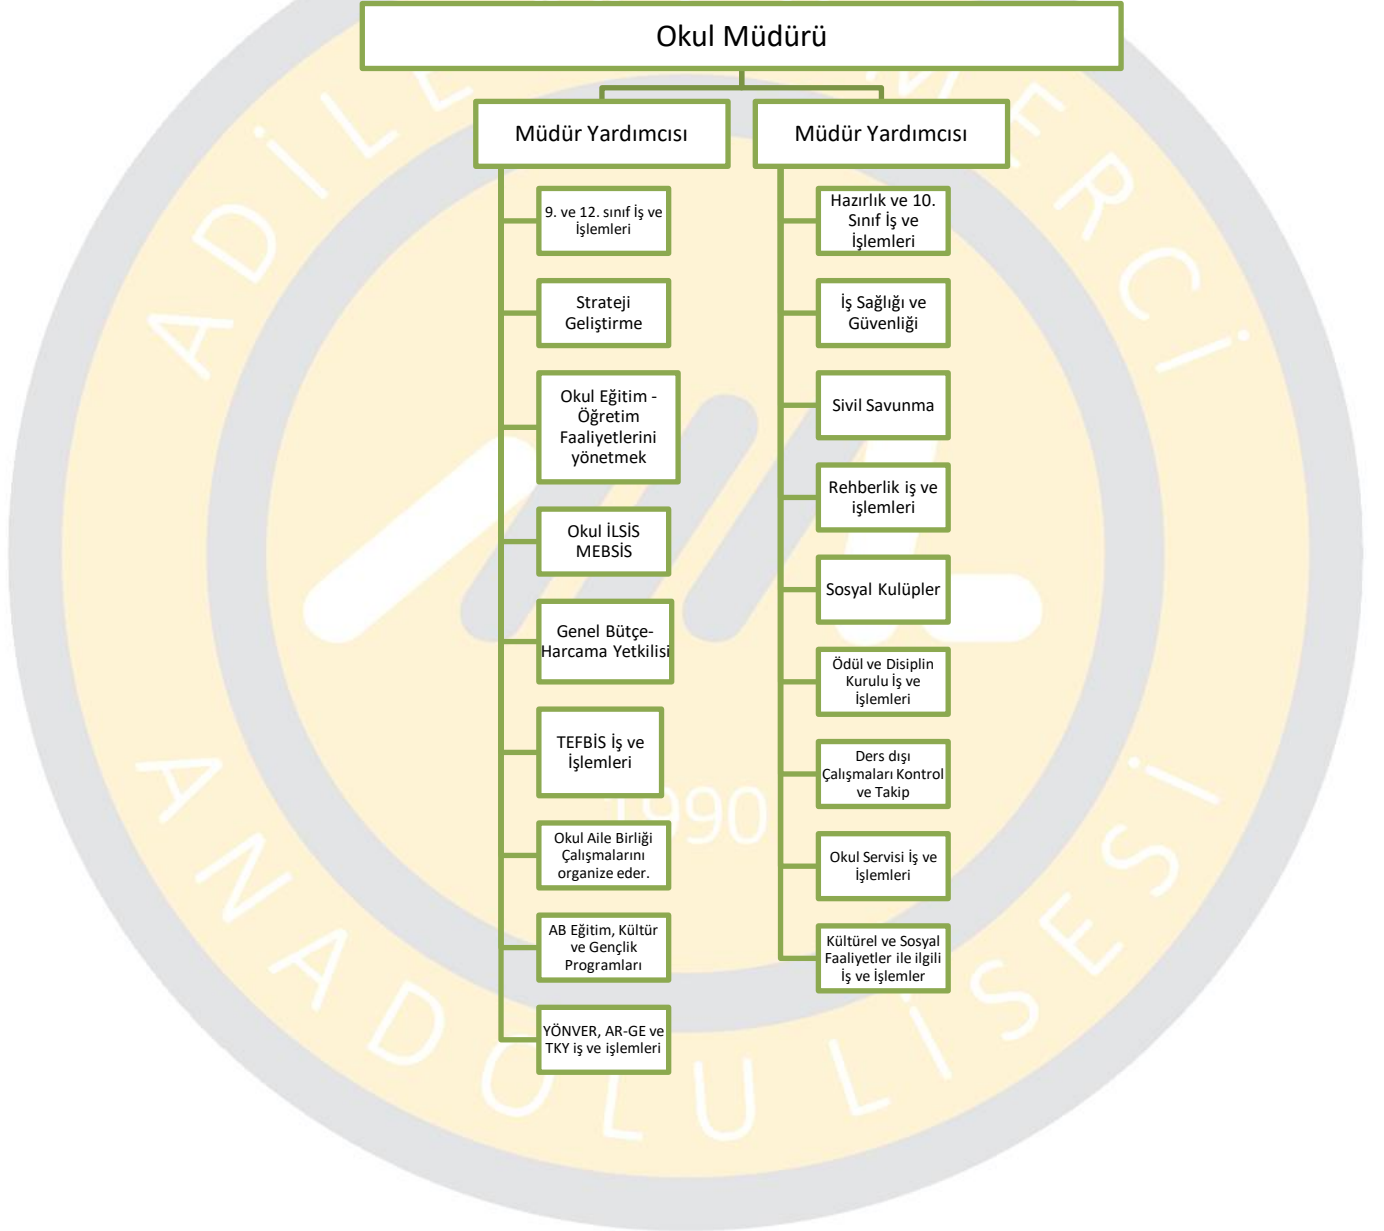 Okul Müdürü
Müdür Yardımcısı
9. ve 12. sınıf İş ve
İşlemleri
Strateji
Geliştirme
Okul Eğitim -
Öğretim
Faaliyetlerini
yönetmek
Okul İLSİS
MEBSİS
Genel Bütçe-
Harcama Yetkilisi
TEFBİS İş ve
İşlemleri
Okul Aile Birliği
Çalışmalarını
organize eder.
AB Eğitim, Kültür
ve Gençlik
Programları
YÖNVER, AR-GE ve
TKY iş ve işlemleri
Müdür Yardımcısı
Hazırlık ve 10.
Sınıf İş ve
İşlemleri
İş Sağlığı ve
Güvenliği
Sivil Savunma
Rehberlik iş ve
işlemleri
Sosyal Kulüpler
Ödül ve Disiplin
Kurulu İş ve
İşlemleri
Ders dışı
Çalışmaları Kontrol
ve Takip
Okul Servisi İş ve
İşlemleri
Kültürel ve Sosyal
Faaliyetler ile ilgili
İş ve İşlemler
ADİLE MERCİ
ANADOLU LİSESİ
1990